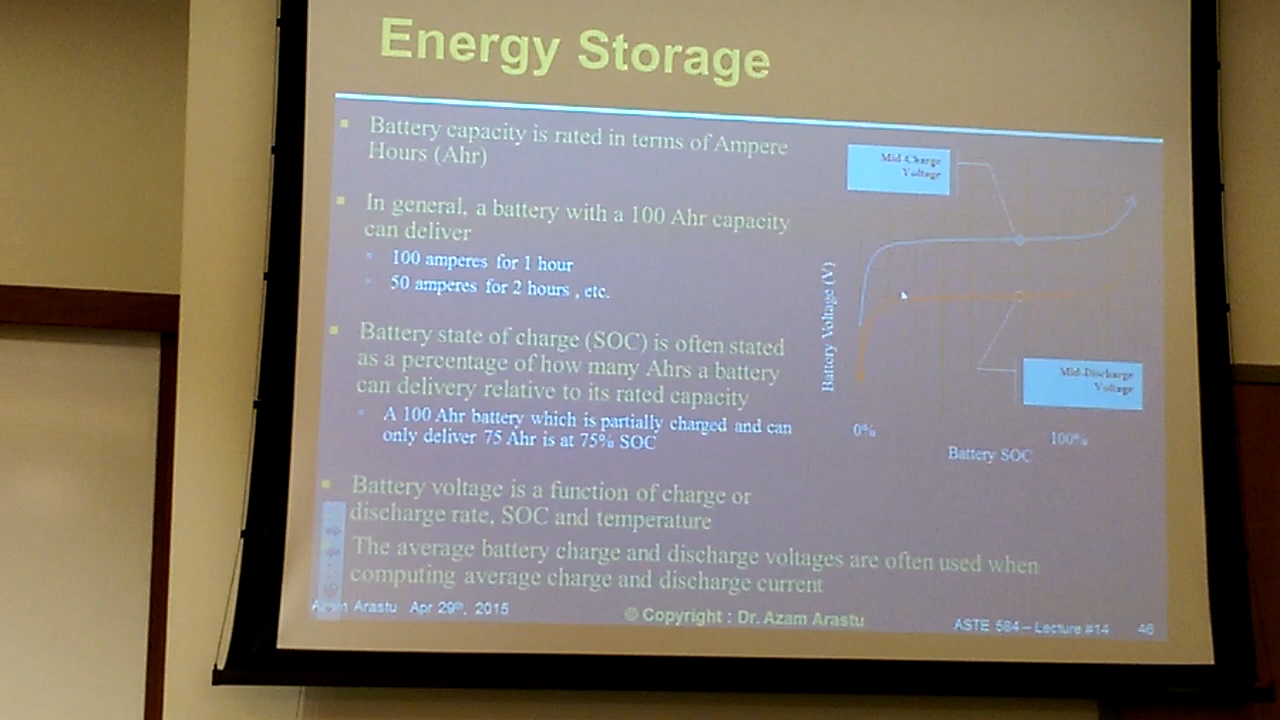 Energy Storage
Battery capacity is rated in terms of Ampere
Hours (Ahr)
In general, a battery with a 100 Ahr capacity
can deliver
100 amperes for 1 hour
50 amperes for 2 hours , etc.
Battery state of charge (SOC) is often stated
as a percentage of how many Ahrs a battery
can delivery relative to its rated capacity
A 100 Ahr battery which is partially charged and can
only deliver 75 Ahr is at 75% SOC
Battery voltage is a function of charge or
discharge rate, SOC and temperature
The average battery charge and discharge voltages are often used when
computing average charge and discharge current
Mid-Charge
Voltage
Battery Voltage (V)
Mid-Discharge
Voltage
0%
100%
Battery SOC
Azam Arastu Apr 29th, 2015
© Copyright : Dr. Azam Arastu
ASTE 584 – Lecture #14
46